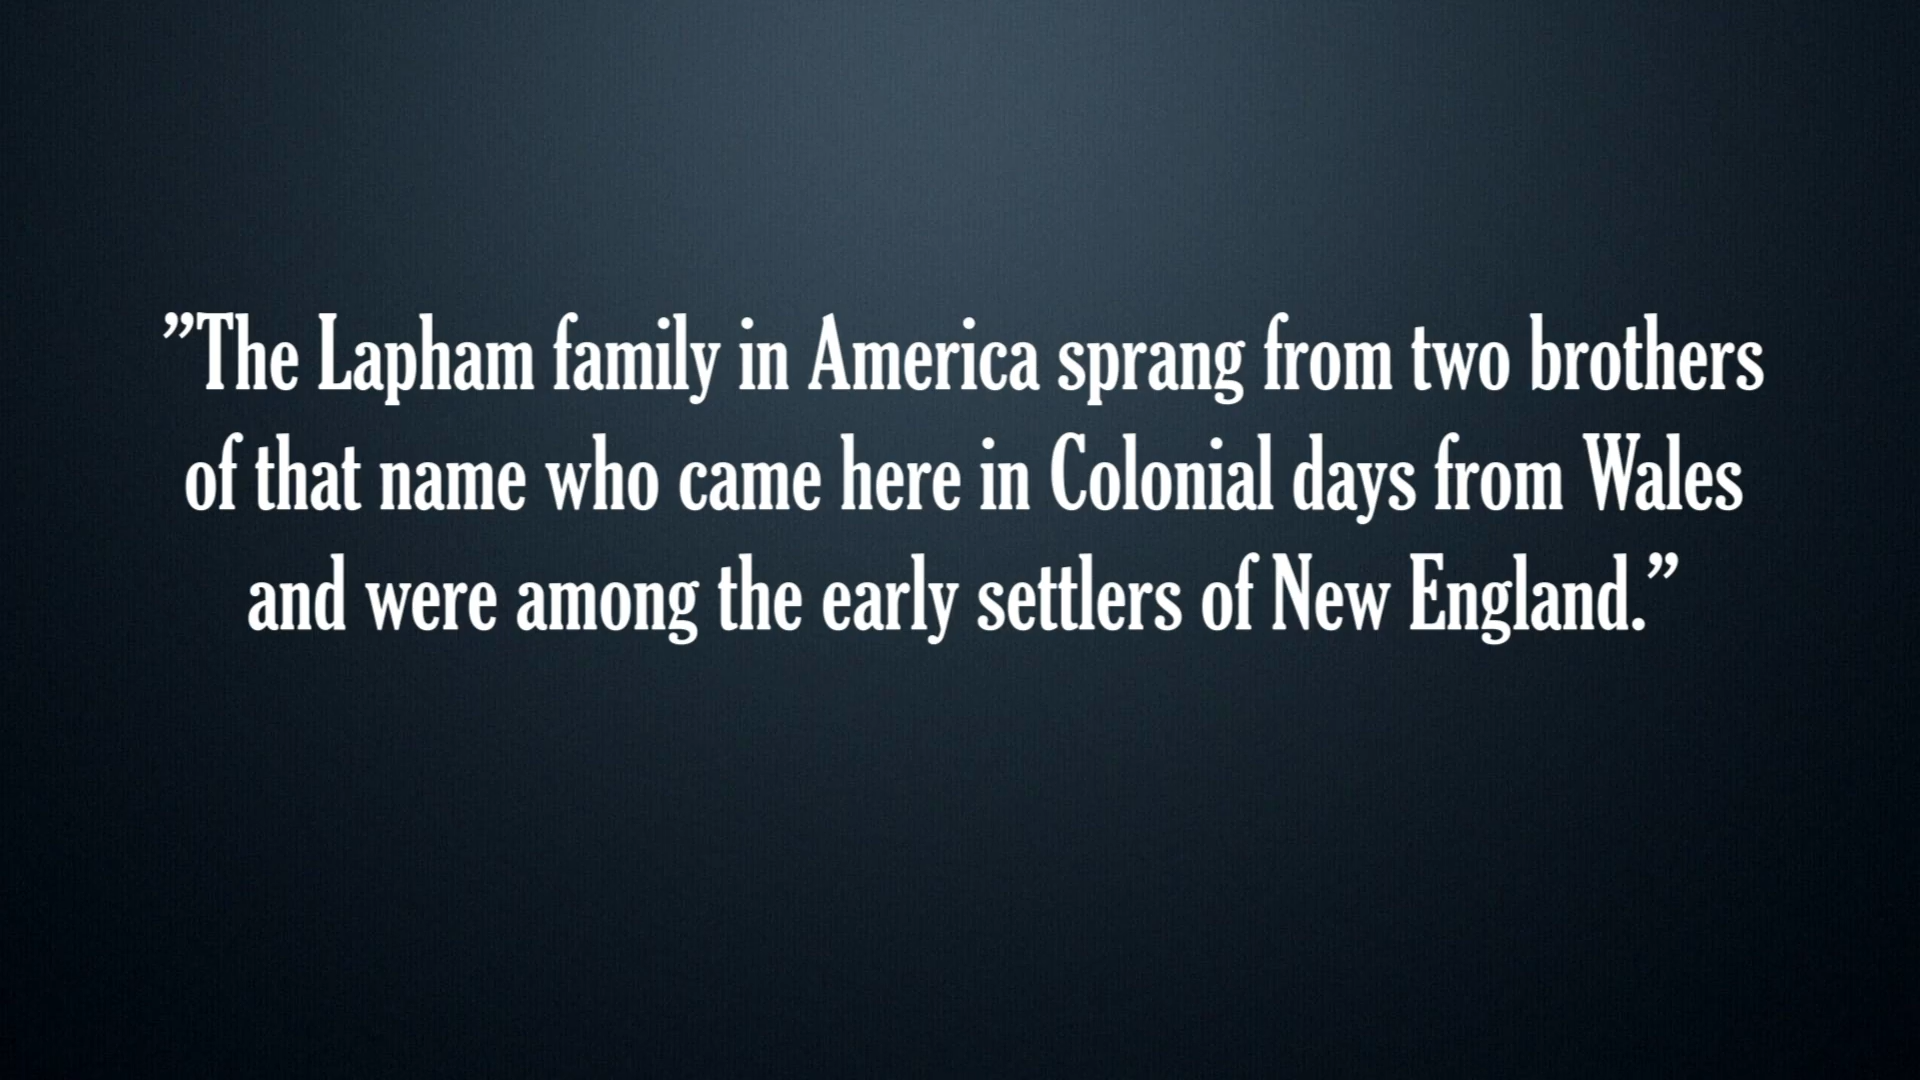 ”The Lapham family in America sprang from two brothers
of that name who came here in Colonial days from Wales
and were among the early settlers of New England.”